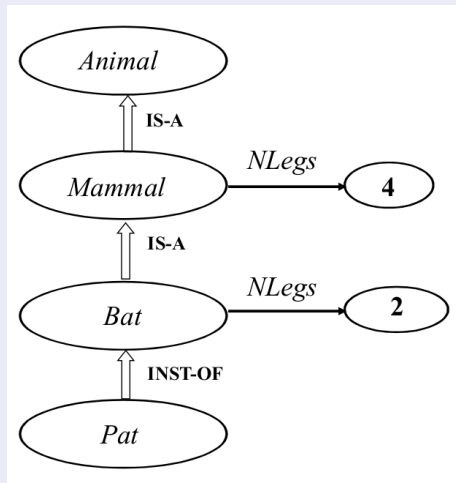 Animal
IS-A
NLegs
Mammal
4
IS-A
NLegs
Bat
2
INST-OF
Pat